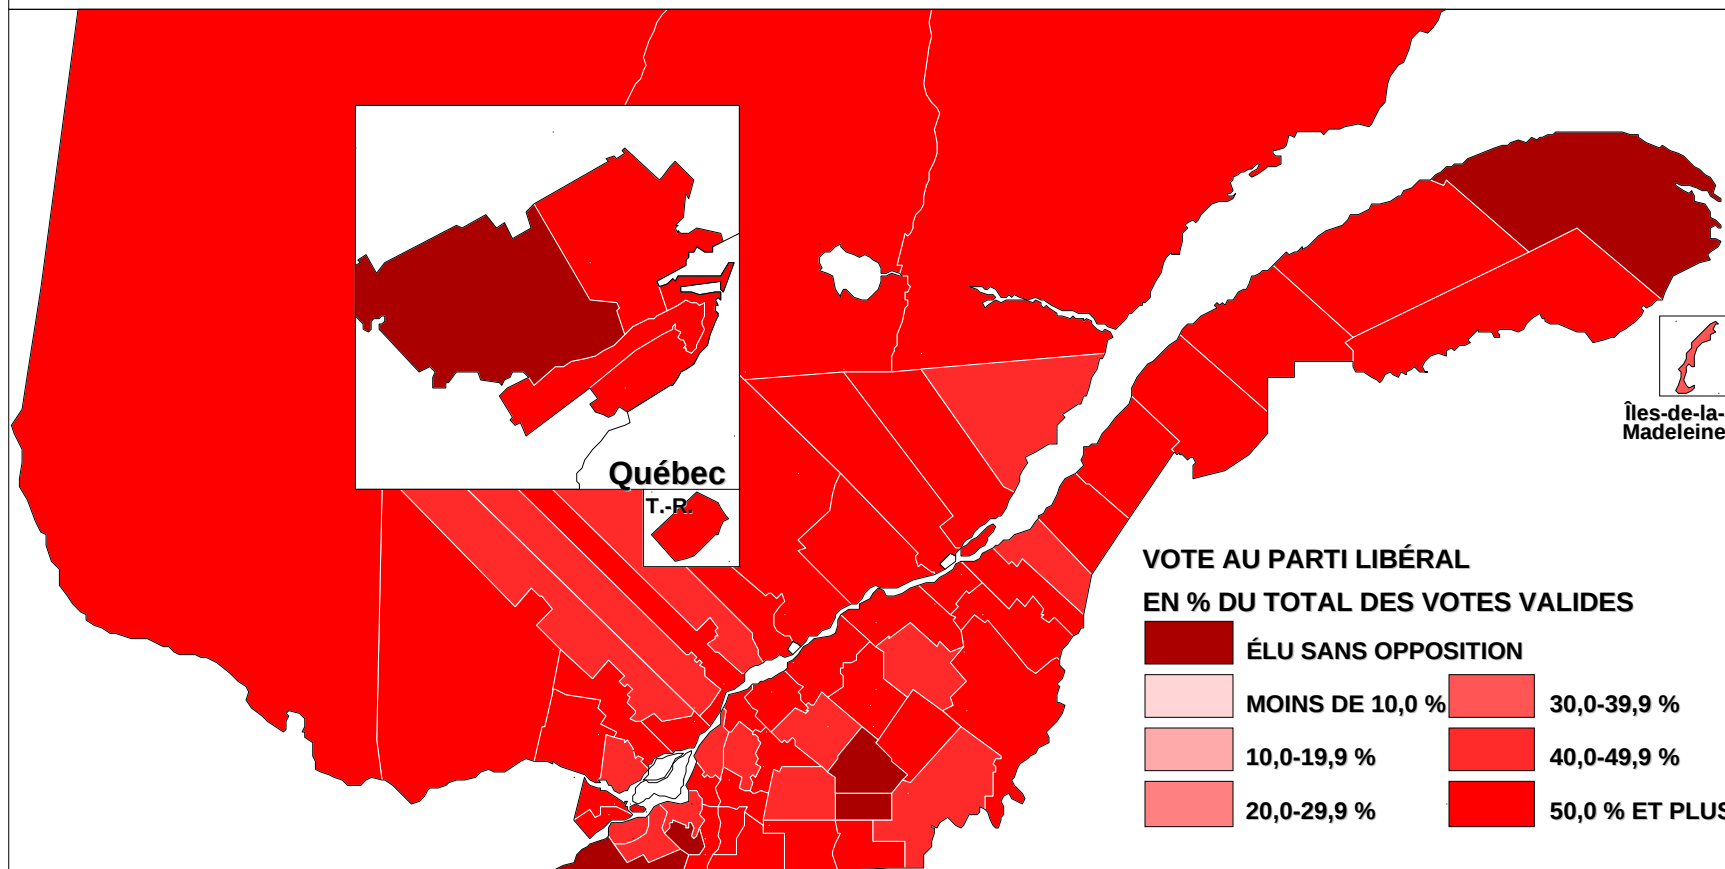 Québec
T.-R.
Îles-de-la-
Madeleine
VOTE AU PARTI LIBÉRAL
EN % DU TOTAL DES VOTES VALIDES
ÉLU SANS OPPOSITION
MOINS DE 10,0 %
30,0-39,9 %
10,0-19,9 %
40,0-49,9 %
20,0-29,9 %
50,0 % ET PLUS